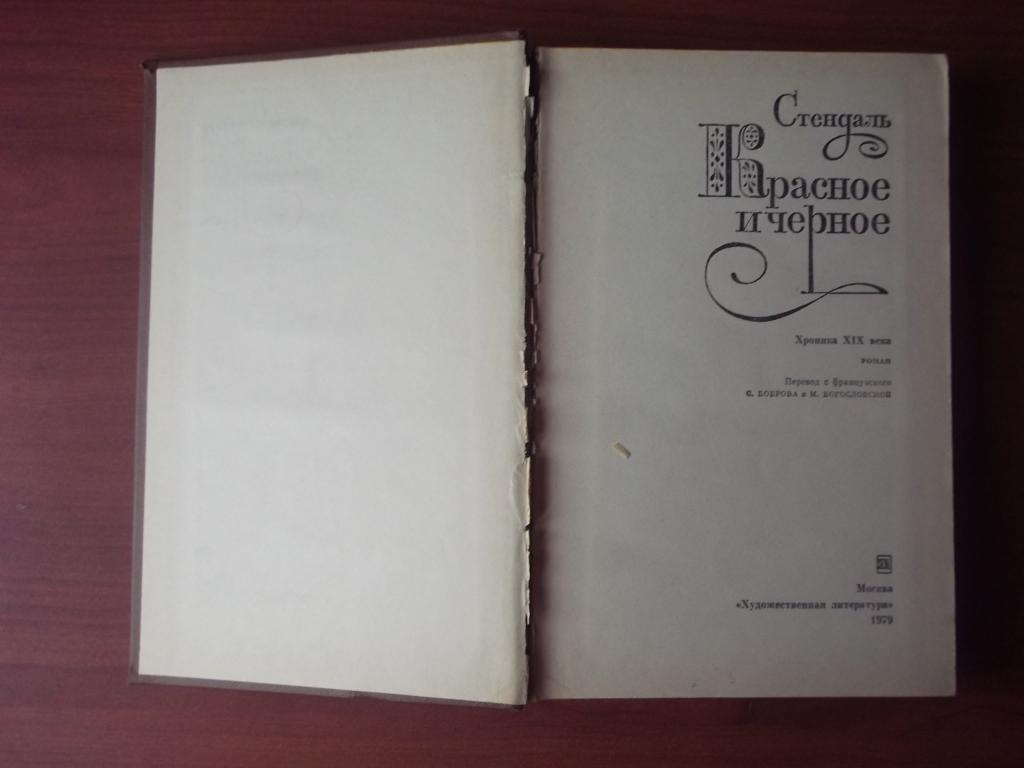 Стендаль
Красное
и черное
Хроника XIX века
РОМАН
Перевод с французского
С. БОБРОВА и М. БОГОСЛОВСКОЙ
Москва
«Художественная литература»
1979